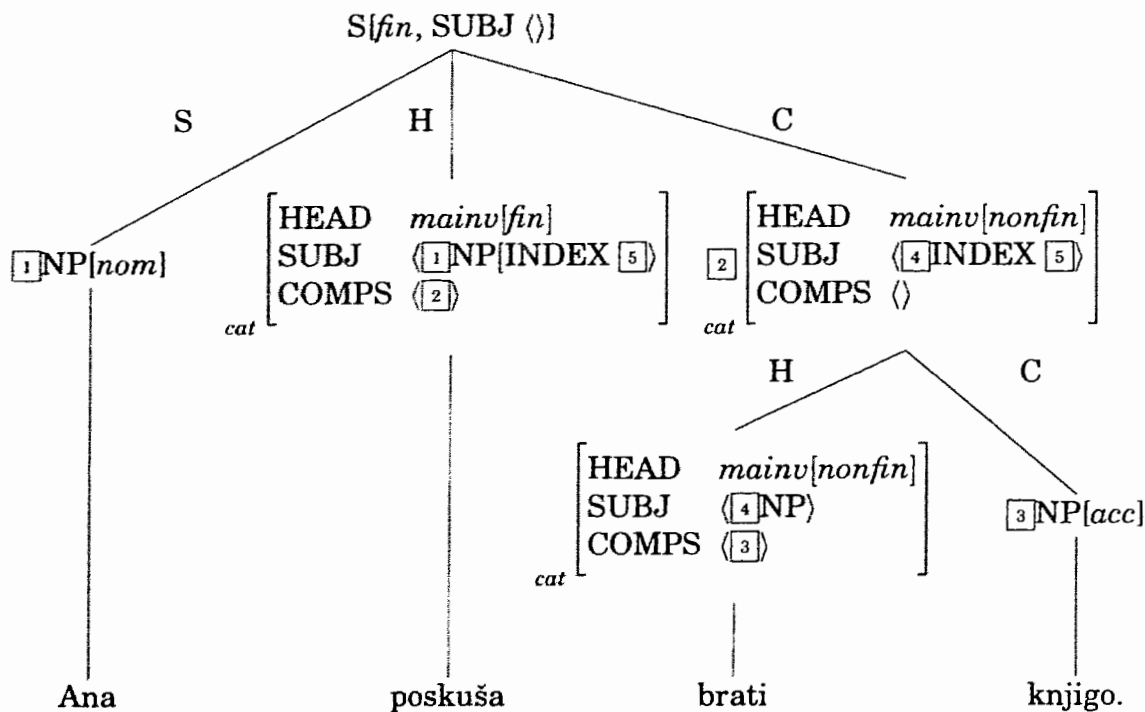 S[fin, SUBJ ⟨⟩]
S H C
1 NP[nom]
HEAD mainv[fin]
SUBJ ⟨1 NP[INDEX 5⟩
COMPS ⟨2⟩
cat
2
HEAD mainv[nonfin]
SUBJ ⟨4 INDEX 5⟩
COMPS ⟨⟩
cat
H C
HEAD mainv[nonfin]
SUBJ ⟨4 NP⟩
COMPS ⟨3⟩
cat
3 NP[acc]
Ana poskuša brati knjigo.